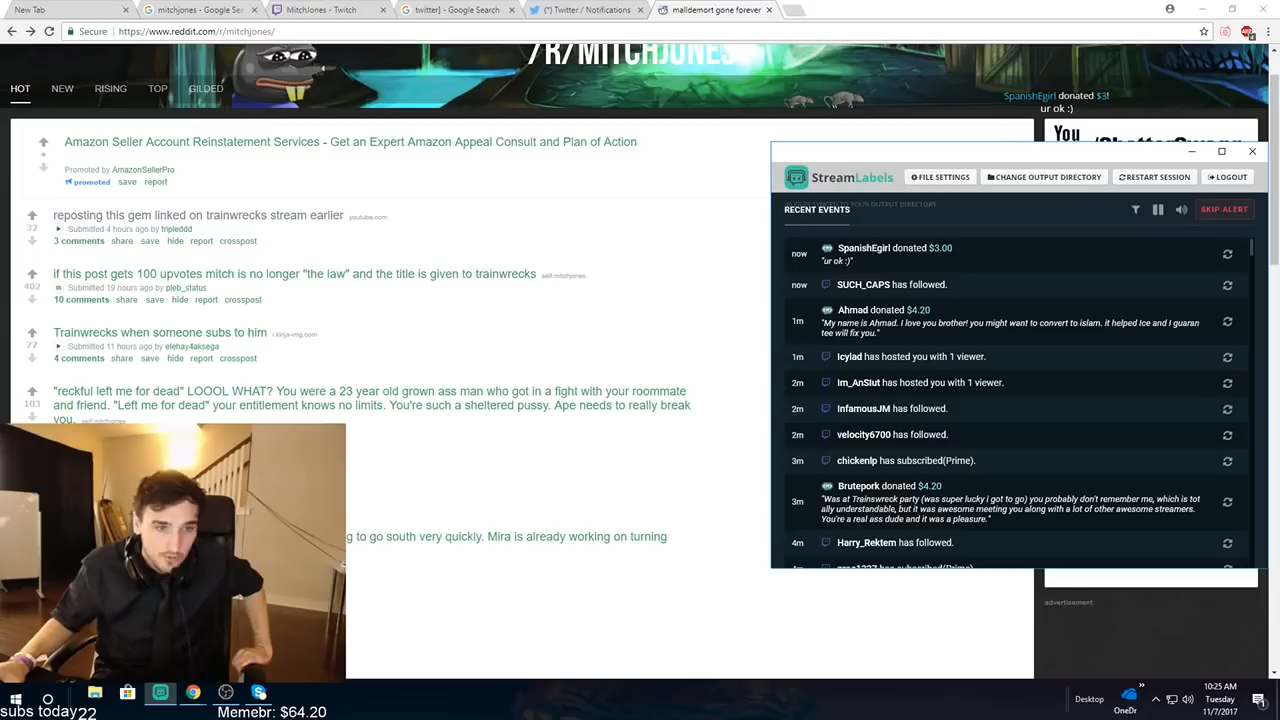 New Tab
mitchjones - Google Sea
MitchJones - Twitch
twitter] - Google Search
(*) Twitter / Notifications
malldemort gone forever
Secure
https://www.reddit.com/r/mitchjones/
/R/MITCHJONES
HOT
NEW
RISING
TOP
GILDED
SpanishEgirl donated $3!
ur ok :)
Amazon Seller Account Reinstatement Services - Get an Expert Amazon Appeal Consult and Plan of Action
Promoted by AmazonSellerPro
promoted save report
reposting this gem linked on trainwrecks stream earlier youtube.com
32
Submitted 4 hours ago by tripleddd
3 comments share save hide report crosspost
if this post gets 100 upvotes mitch is no longer "the law" and the title is given to trainwrecks self.mitchjones
402
Submitted 19 hours ago by pleb_status
10 comments share save hide report crosspost
Trainwrecks when someone subs to him i.kinja-img.com
77
Submitted 11 hours ago by elehay4aksega
4 comments share save hide report crosspost
"reckful left me for dead" LOOOL WHAT? You were a 23 year old grown ass man who got in a fight with your roommate
103
and friend. "Left me for dead" your entitlement knows no limits. You're such a sheltered pussy. Ape needs to really break
you. self.mitchjones
g to go south very quickly. Mira is already working on turning
You
StreamLabels
FILE SETTINGS
CHANGE OUTPUT DIRECTORY
RESTART SESSION
LOGOUT
RECENT EVENTS
SKIP ALERT
now SpanishEgirl donated $3.00
"ur ok :)"
now SUCH_CAPS has followed.
Ahmad donated $4.20
1m "My name is Ahmad. I love you brother! you might want to convert to islam. it helped Ice and I guaran
tee will fix you."
1m Icylad has hosted you with 1 viewer.
2m Im_AnSlut has hosted you with 1 viewer.
2m InfamousJM has followed.
2m velocity6700 has followed.
3m chickenlp has subscribed(Prime).
Brutepork donated $4.20
3m "Was at Trainswreck party (was super lucky i got to go) you probably don't remember me, which is tot
ally understandable, but it was awesome meeting you along with a lot of other awesome streamers.
You're a real ass dude and it was a pleasure."
4m Harry_Rektem has followed.
advertisement
subs today22
Memebr: $64.20
Desktop
OneDr
10:25 AM
Tuesday
11/7/2017